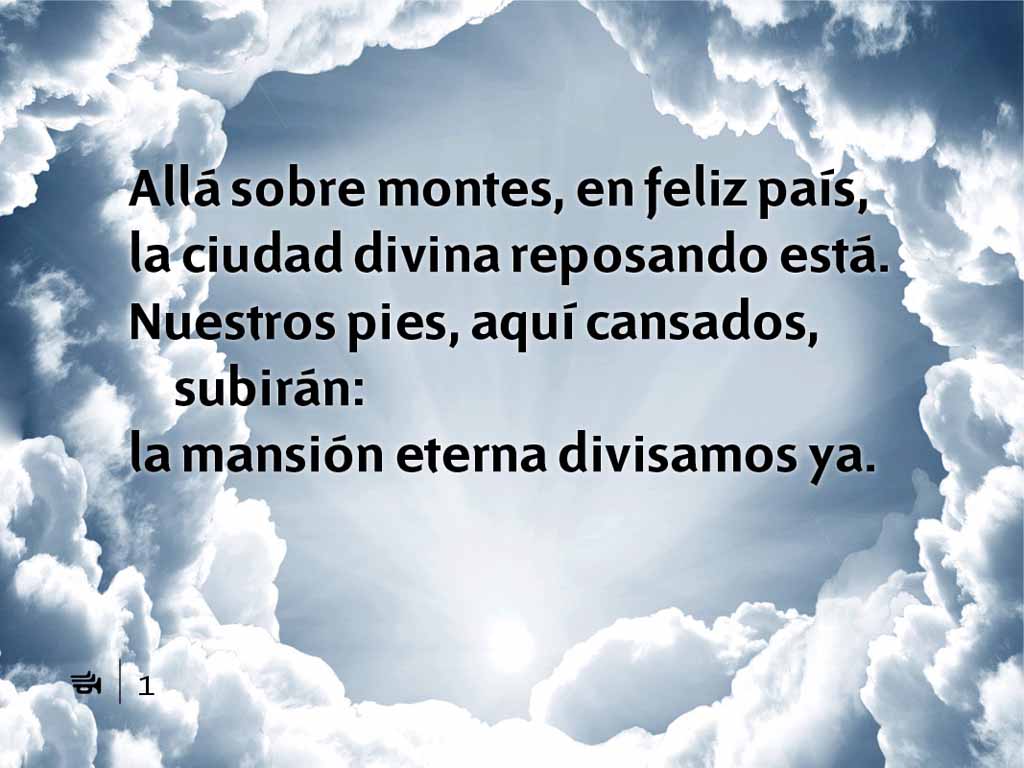 Allá sobre montes, en feliz país,
la ciudad divina reposando está.
Nuestros pies, aquí cansados,
subirán:
la mansión eterna divisamos ya.
1